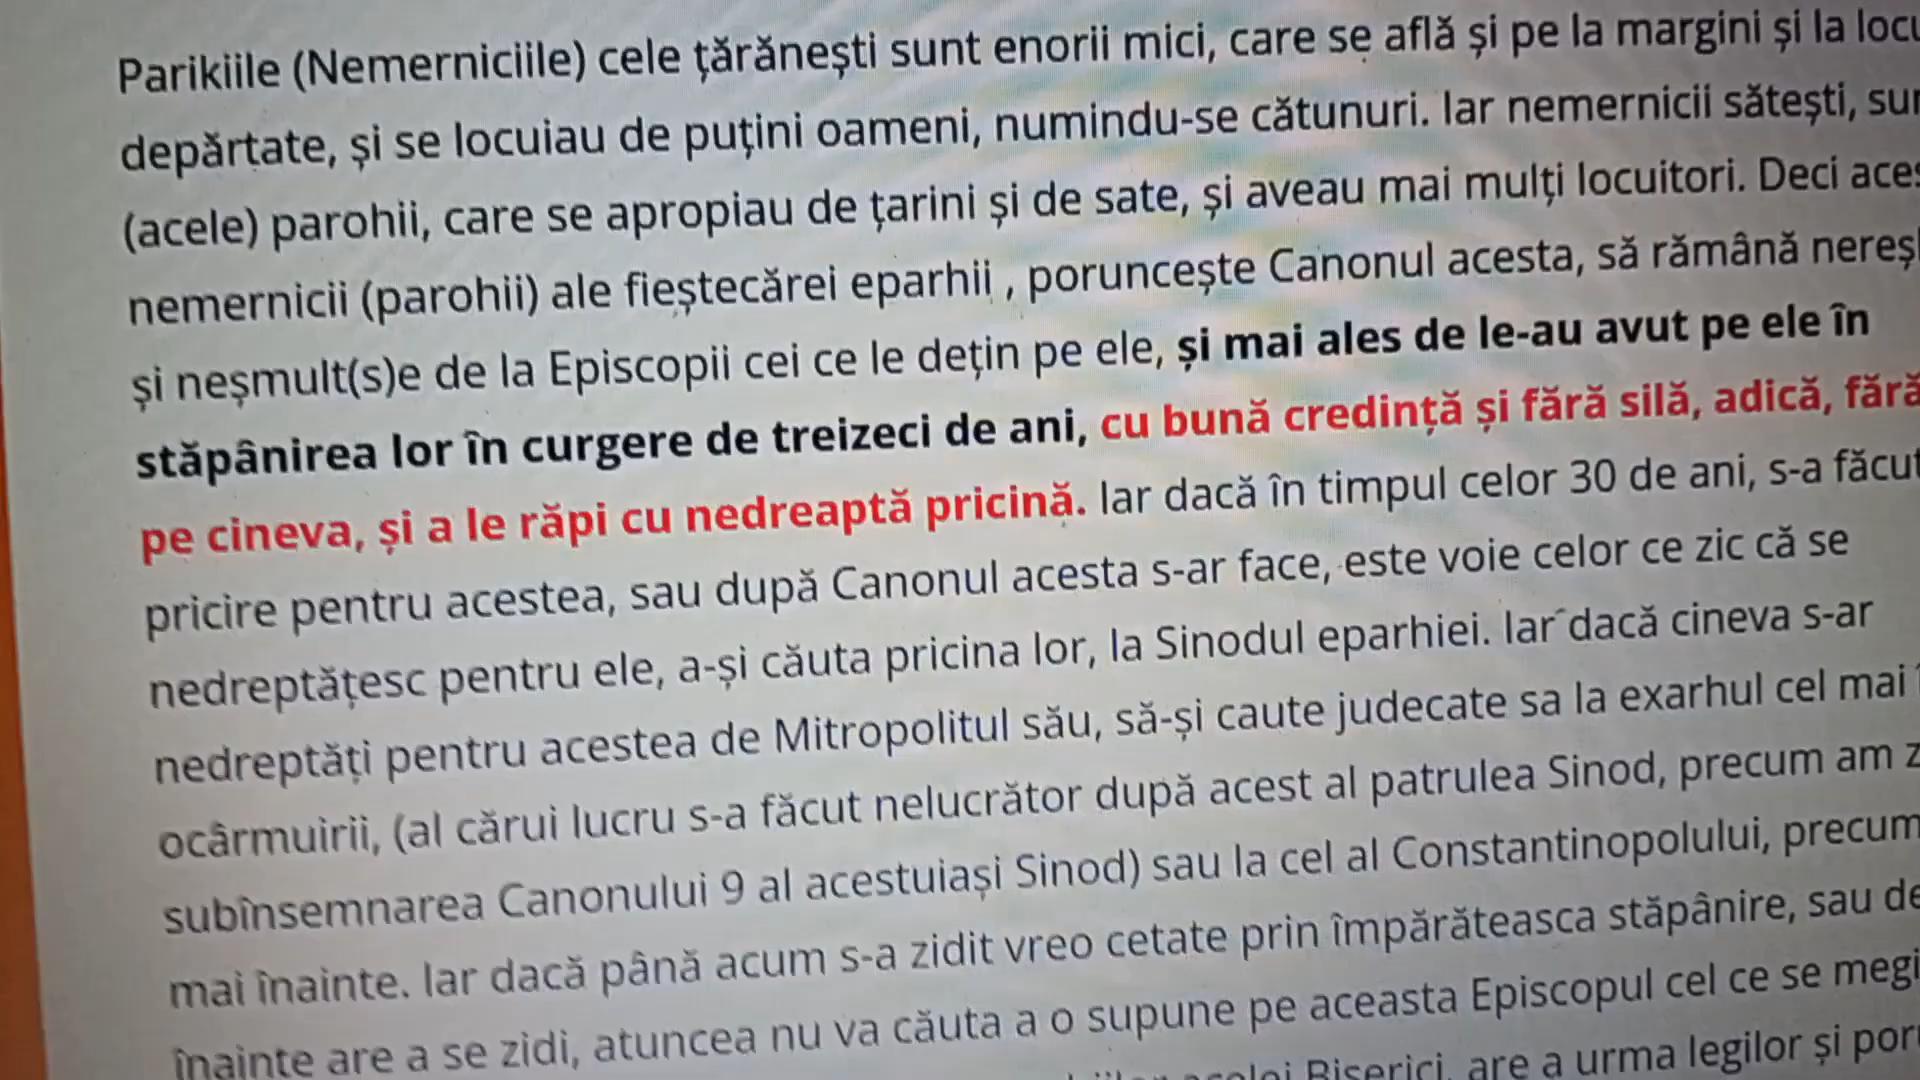 Parikiile (Nemerniciile) cele țărănești sunt enorii mici, care se află și pe la margini și la
depărtate, și se locuiau de puțini oameni, numindu-se cătunuri. Iar nemernicii sătești,
(acele) parohii, care se apropiau de țarini și de sate, și aveau mai mulți locuitori. Deci
nemernicii (parohii) ale fieștecărei eparhii , poruncește Canonul acesta, să rămână
și neșmult(s)e de la Episcopii cei ce le dețin pe ele, și mai ales de le-au avut pe ele în
stăpânirea lor în curgere de treizeci de ani, cu bună credință și fără silă, adică, fără
pe cineva, și a le răpi cu nedreaptă pricină. Iar dacă în timpul celor 30 de ani, s-a făcut
pricire pentru acestea, sau după Canonul acesta s-ar face, este voie celor ce zic că se
nedreptățesc pentru ele, a-și căuta pricina lor, la Sinodul eparhiei. Iar dacă cineva s-ar
nedreptăți pentru acestea de Mitropolitul său, să-și caute judecate sa la exarhul cel mai
ocârmuirii, (al cărui lucru s-a făcut nelucrător după acest al patrulea Sinod, precum am
subînsemnarea Canonului 9 al acestuiași Sinod) sau la cel al Constantinopolului, precum
mai înainte. Iar dacă până acum s-a zidit vreo cetate prin împărăteasca stăpânire, sau de
înainte are a se zidi, atuncea nu va căuta a o supune pe aceasta Episcopul cel ce se
Biserici, are a urma legilor și